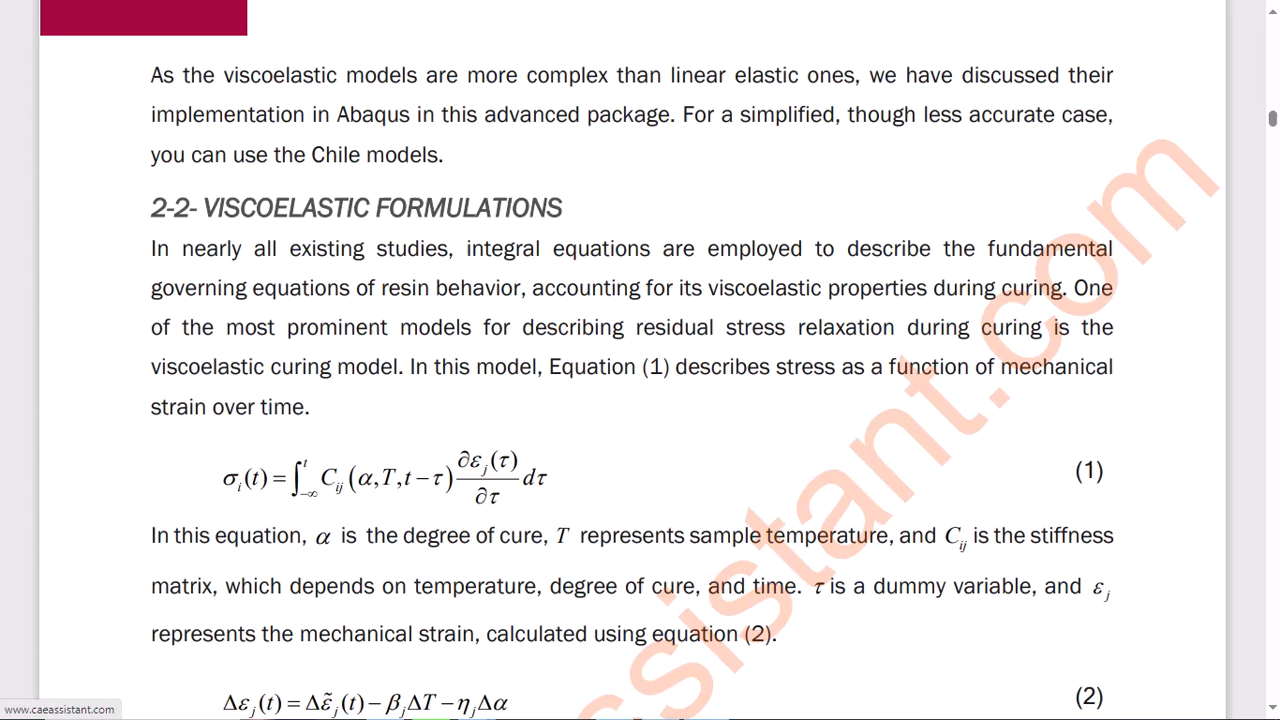 As the viscoelastic models are more complex than linear elastic ones, we have discussed their
implementation in Abaqus in this advanced package. For a simplified, though less accurate case,
you can use the Chile models.
2-2- VISCOELASTIC FORMULATIONS
In nearly all existing studies, integral equations are employed to describe the fundamental
governing equations of resin behavior, accounting for its viscoelastic properties during curing. One
of the most prominent models for describing residual stress relaxation during curing is the
viscoelastic curing model. In this model, Equation (1) describes stress as a function of mechanical
strain over time.
σᵢ(t) = ∫_{-∞}^{t} C_{ij}(α,T,t−τ) ∂ε_j(τ)/∂τ dτ (1)
In this equation, α is the degree of cure, T represents sample temperature, and C_{ij} is the stiffness
matrix, which depends on temperature, degree of cure, and time. τ is a dummy variable, and ε_j
represents the mechanical strain, calculated using equation (2).
Δε_j(t) = Δε̃_j(t) − β_jΔT − η_jΔα (2)
www.caeassistant.com
ssistant.com